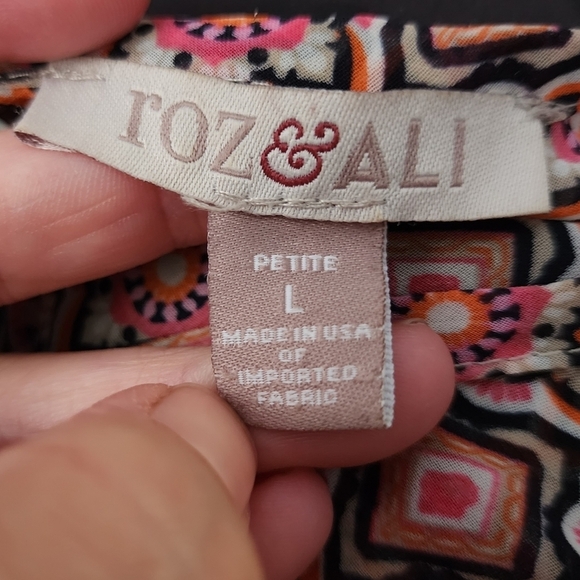 roz&ALI
PETITE
L
MADE IN USA
OF
IMPORTED
FABRIC